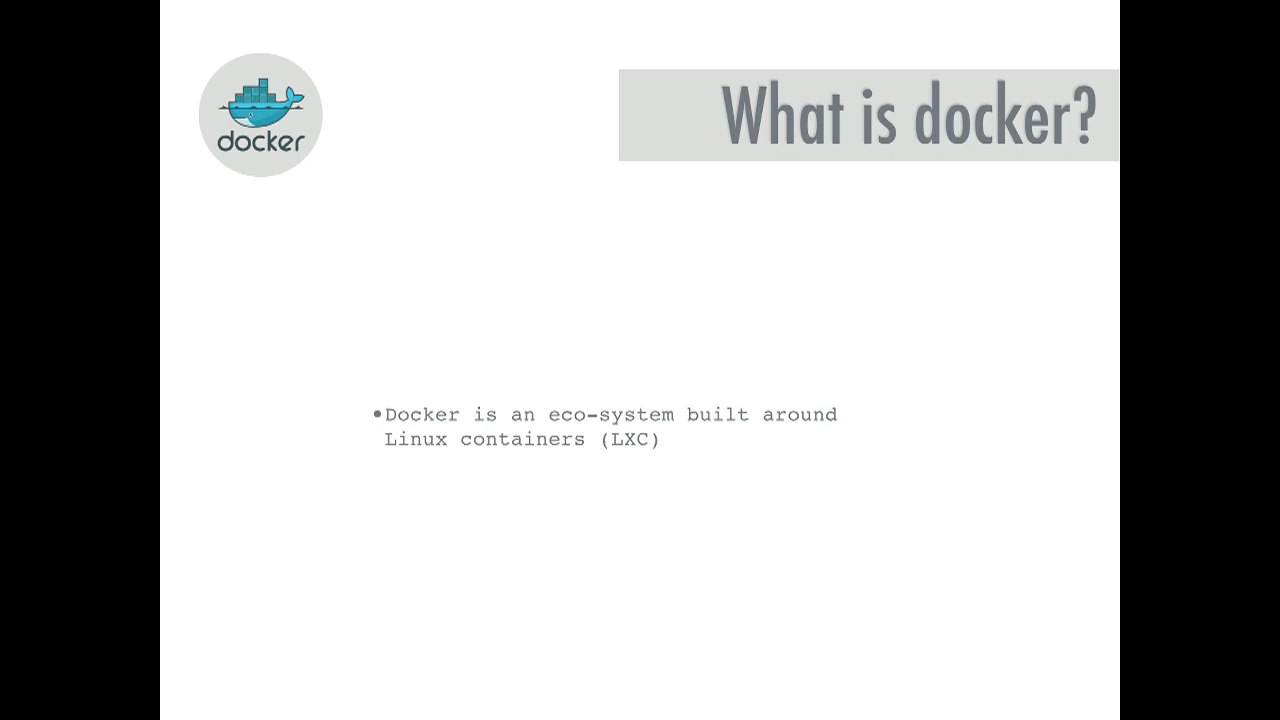 docker
What is docker?
•Docker is an eco-system built around
Linux containers (LXC)